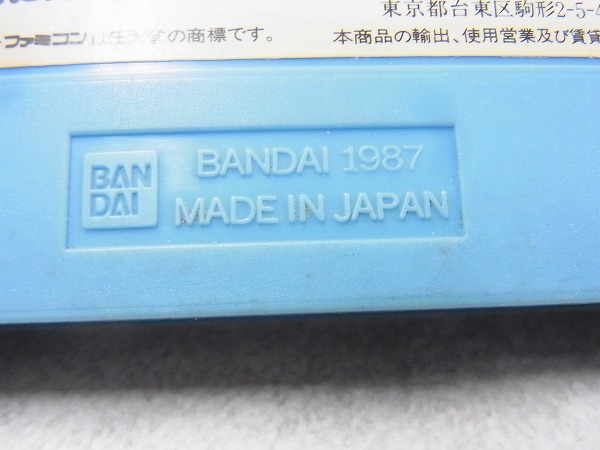 東京都台東区駒形2-5-4
ファミコンは任天堂の商標です。
本商品の輸出、使用営業及び賃貸
BAN
DAI
BANDAI 1987
MADE IN JAPAN